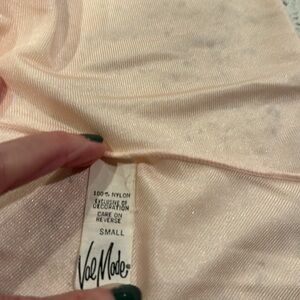 100% NYLON
EXCLUSIVE OF
DECORATION
CARE ON
REVERSE
SMALL
Val Mode®